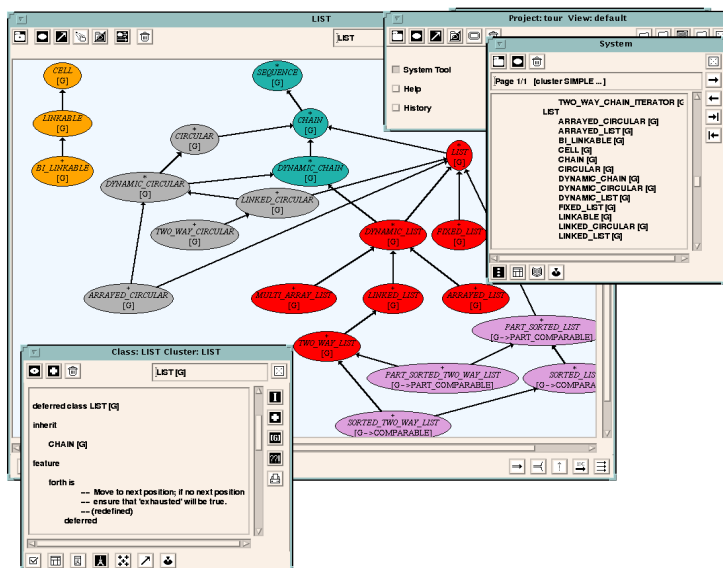 LIST
LIST
Project: tour  View: default
System Tool
Help
History
System
Page 1/1  [cluster SIMPLE ...]
TWO_WAY_CHAIN_ITERATOR [G
LIST
ARRAYED_CIRCULAR [G]
ARRAYED_LIST [G]
BI_LINKABLE [G]
CELL [G]
CHAIN [G]
CIRCULAR [G]
DYNAMIC_CHAIN [G]
DYNAMIC_CIRCULAR [G]
DYNAMIC_LIST [G]
FIXED_LIST [G]
LINKABLE [G]
LINKED_CIRCULAR [G]
LINKED_LIST [G]
CELL
[G]
SEQUENCE
[G]
LINKABLE
[G]
CHAIN
[G]
CIRCULAR
[G]
*
LIST
[G]
+
BI_LINKABLE
[G]
*
DYNAMIC_CIRCULAR
[G]
*
DYNAMIC_CHAIN
[G]
+
LINKED_CIRCULAR
[G]
TWO_WAY_CIRCULAR
[G]
*
DYNAMIC_LIST
[G]
+
FIXED_LIST
[G]
ARRAYED_CIRCULAR
[G]
MULTI_ARRAY_LIST
[G]
LINKED_LIST
[G]
ARRAYED_LIST
[G]
*
PART_SORTED_LIST
[G->PART_COMPARABLE]
+
TWO_WAY_LIST
[G]
+
PART_SORTED_TWO_WAY_LIST
[G->PART_COMPARABLE]
SORTED_LIS
[G->COMPARA
+
SORTED_TWO_WAY_LIST
[G->COMPARABLE]
Class: LIST  Cluster: LIST
LIST [G]
deferred class LIST [G]
inherit
CHAIN [G]
feature
forth is
-- Move to next position; if no next position
-- ensure that 'exhausted' will be true.
-- (redefined)
deferred